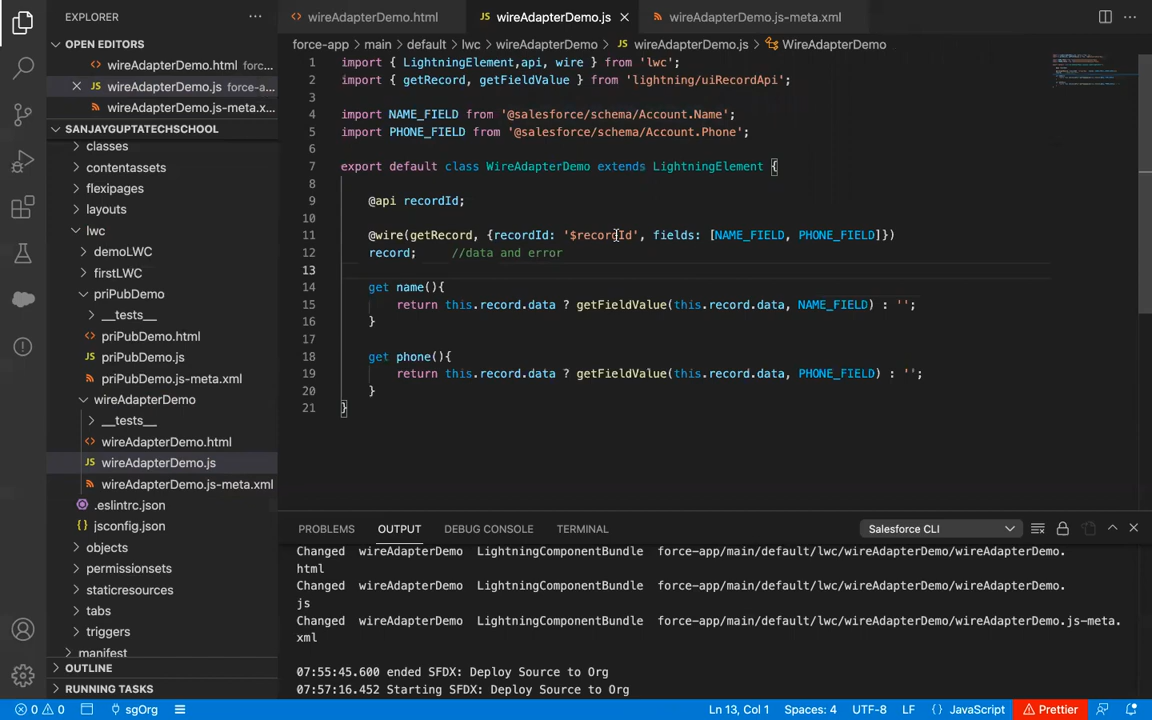 EXPLORER
wireAdapterDemo.html
JS wireAdapterDemo.js
wireAdapterDemo.js-meta.xml
OPEN EDITORS
wireAdapterDemo.html force-...
JS wireAdapterDemo.js force-a...
wireAdapterDemo.js-meta.x...
SANJAYGUPTATECHSCHOOL
classes
contentassets
flexipages
layouts
lwc
demoLWC
firstLWC
priPubDemo
__tests__
priPubDemo.html
JS priPubDemo.js
priPubDemo.js-meta.xml
wireAdapterDemo
__tests__
wireAdapterDemo.html
JS wireAdapterDemo.js
wireAdapterDemo.js-meta.xml
.eslintrc.json
{} jsconfig.json
objects
permissionsets
staticresources
tabs
triggers
manifest
OUTLINE
RUNNING TASKS
force-app > main > default > lwc > wireAdapterDemo > JS wireAdapterDemo.js > WireAdapterDemo
1 import { LightningElement,api, wire } from 'lwc';
2 import { getRecord, getFieldValue } from 'lightning/uiRecordApi';
3
4 import NAME_FIELD from '@salesforce/schema/Account.Name';
5 import PHONE_FIELD from '@salesforce/schema/Account.Phone';
6
7 export default class WireAdapterDemo extends LightningElement {
8
9 @api recordId;
10
11 @wire(getRecord, {recordId: '$recordId', fields: [NAME_FIELD, PHONE_FIELD]})
12 record; //data and error
13
14 get name(){
15 return this.record.data ? getFieldValue(this.record.data, NAME_FIELD) : '';
16 }
17
18 get phone(){
19 return this.record.data ? getFieldValue(this.record.data, PHONE_FIELD) : '';
20 }
21 }
PROBLEMS OUTPUT DEBUG CONSOLE TERMINAL Salesforce CLI
Changed wireAdapterDemo LightningComponentBundle force-app/main/default/lwc/wireAdapterDemo/wireAdapterDemo.
html
Changed wireAdapterDemo LightningComponentBundle force-app/main/default/lwc/wireAdapterDemo/wireAdapterDemo.
js
Changed wireAdapterDemo LightningComponentBundle force-app/main/default/lwc/wireAdapterDemo/wireAdapterDemo.js-meta.
xml
07:55:45.600 ended SFDX: Deploy Source to Org
07:57:16.452 Starting SFDX: Deploy Source to Org
0 0 sgOrg Ln 13, Col 1 Spaces: 4 UTF-8 LF {} JavaScript Prettier